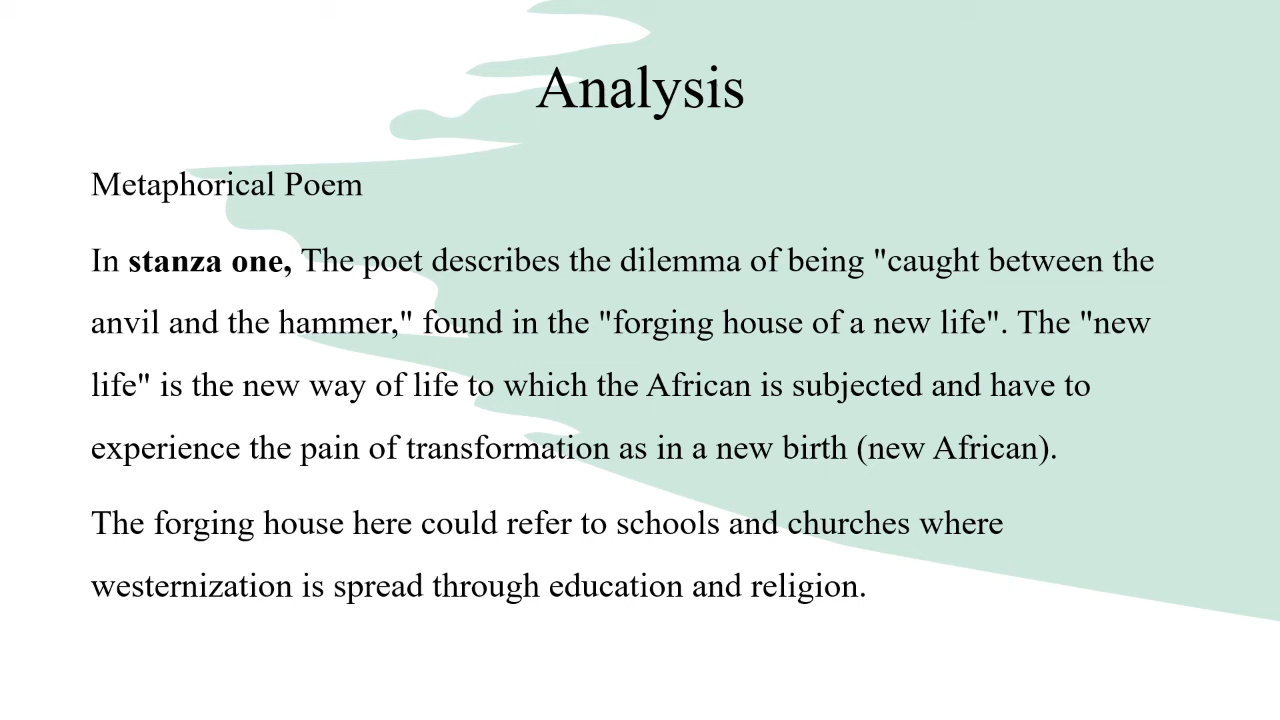 Analysis
Metaphorical Poem
In stanza one, The poet describes the dilemma of being "caught between the
anvil and the hammer," found in the "forging house of a new life". The "new
life" is the new way of life to which the African is subjected and have to
experience the pain of transformation as in a new birth (new African).
The forging house here could refer to schools and churches where
westernization is spread through education and religion.